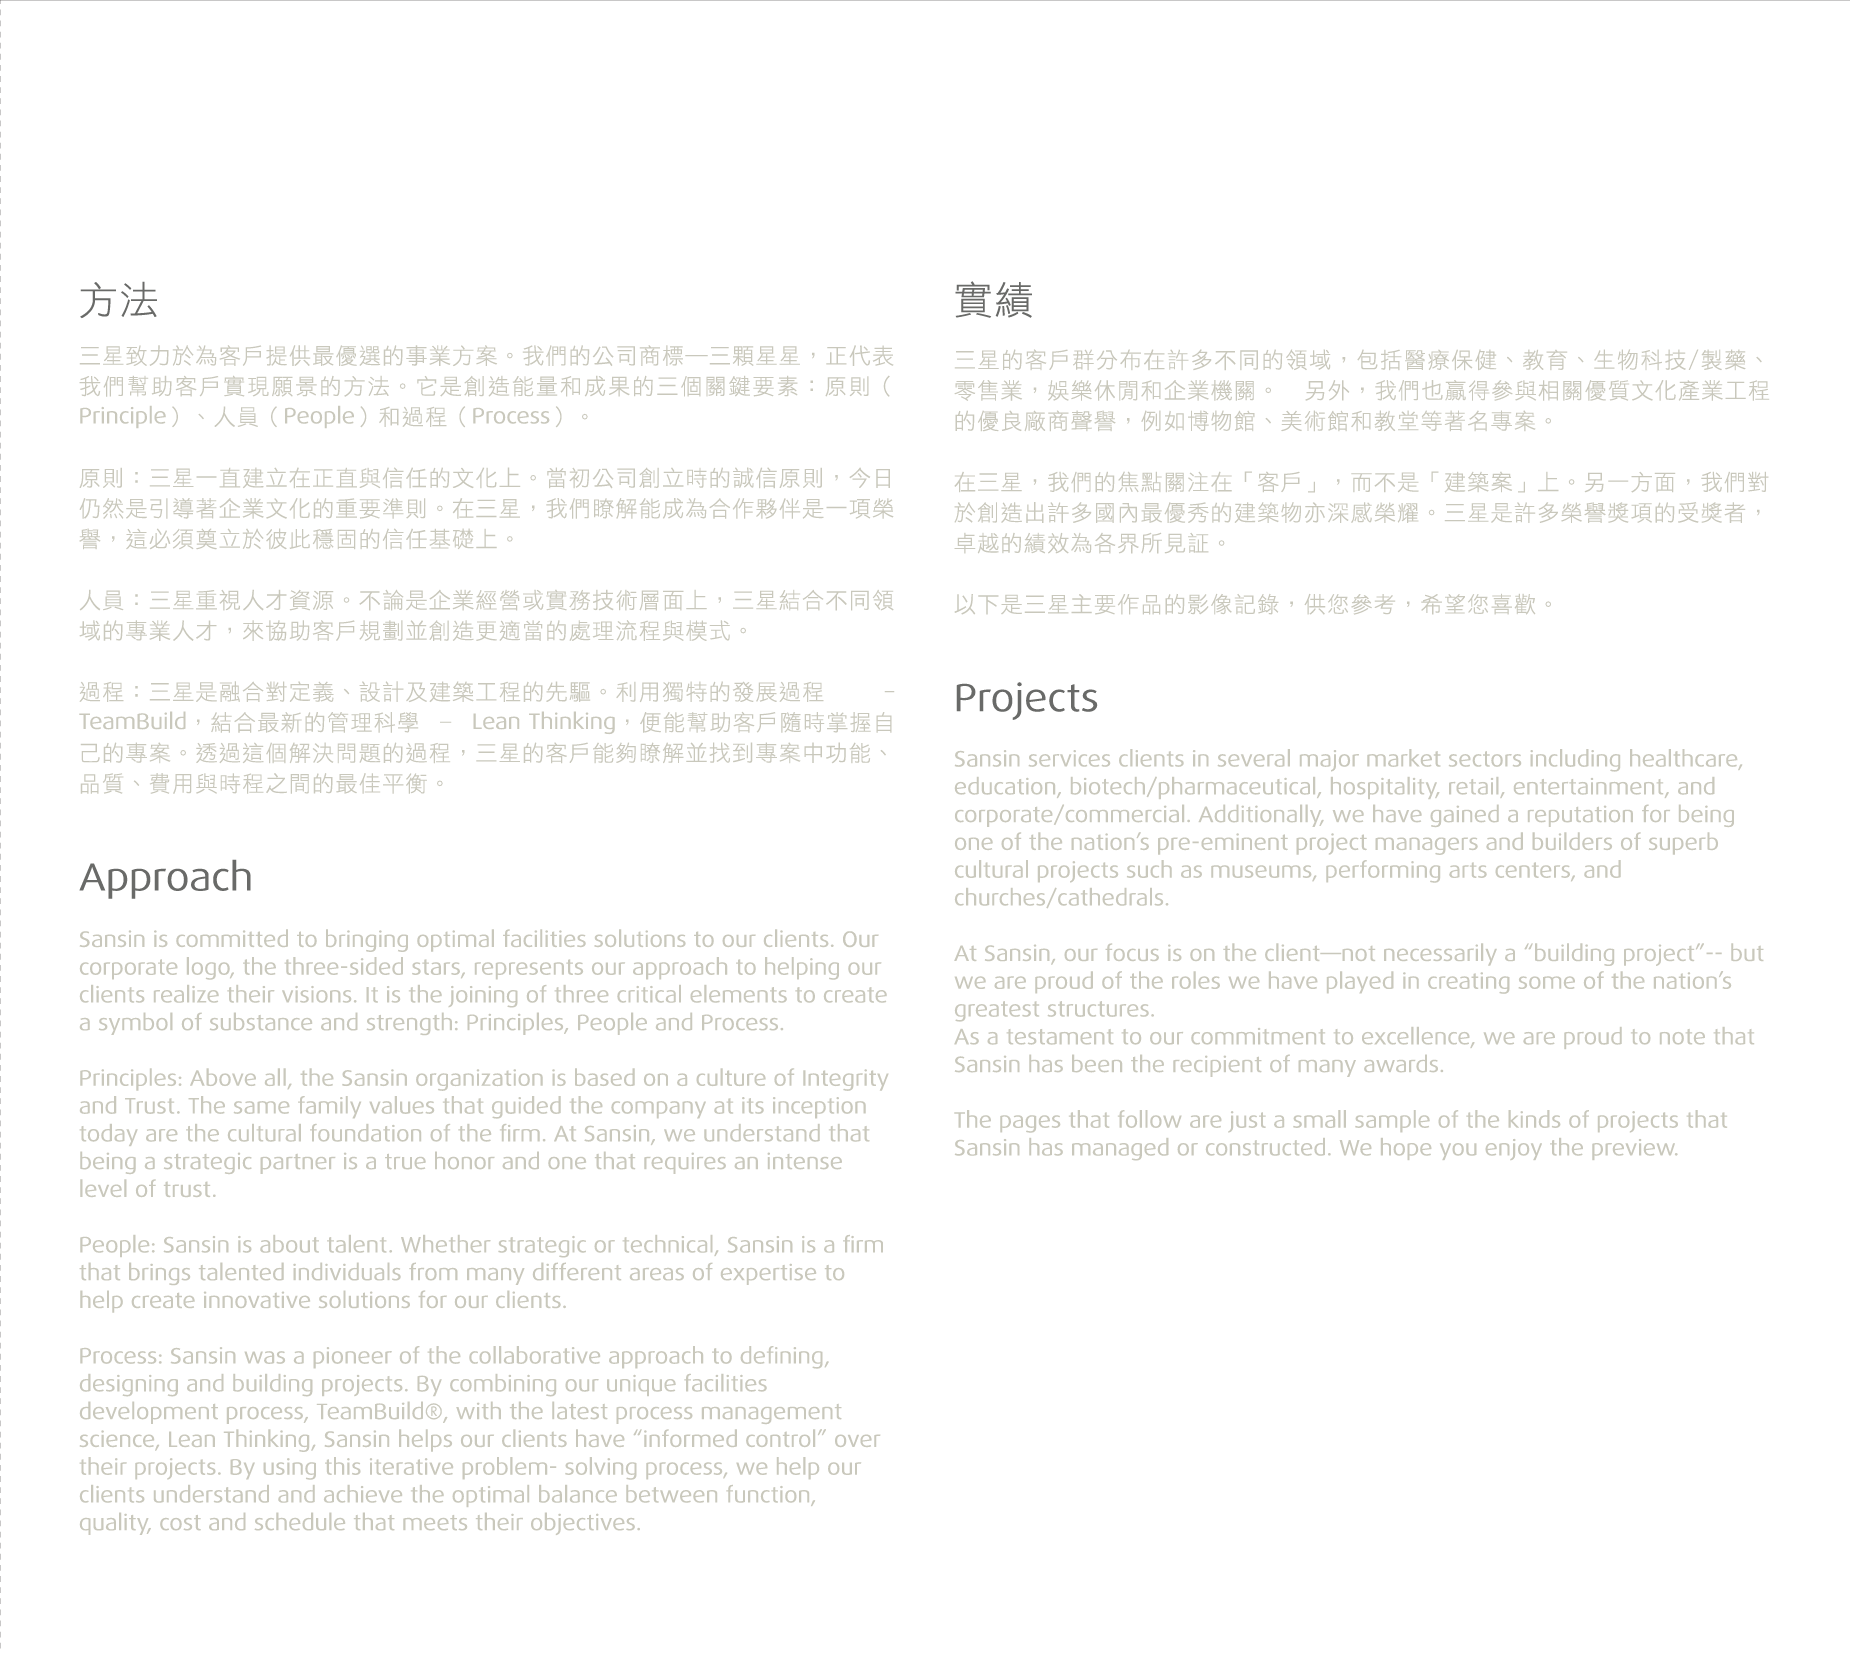 方法
三星致力於為客戶提供最優選的事業方案。我們的公司商標—三顆星星，正代表
我們幫助客戶實現願景的方法。它是創造能量和成果的三個關鍵要素：原則（
Principle）、人員（People）和過程（Process）。
原則：三星一直建立在正直與信任的文化上。當初公司創立時的誠信原則，今日
仍然是引導著企業文化的重要準則。在三星，我們瞭解能成為合作夥伴是一項榮
譽，這必須奠立於彼此穩固的信任基礎上。
人員：三星重視人才資源。不論是企業經營或實務技術層面上，三星結合不同領
域的專業人才，來協助客戶規劃並創造更適當的處理流程與模式。
過程：三星是融合對定義、設計及建築工程的先驅。利用獨特的發展過程 –
TeamBuild，結合最新的管理科學 – Lean Thinking，便能幫助客戶隨時掌握自
己的專案。透過這個解決問題的過程，三星的客戶能夠瞭解並找到專案中功能、
品質、費用與時程之間的最佳平衡。
Approach
Sansin is committed to bringing optimal facilities solutions to our clients. Our
corporate logo, the three-sided stars, represents our approach to helping our
clients realize their visions. It is the joining of three critical elements to create
a symbol of substance and strength: Principles, People and Process.
Principles: Above all, the Sansin organization is based on a culture of Integrity
and Trust. The same family values that guided the company at its inception
today are the cultural foundation of the firm. At Sansin, we understand that
being a strategic partner is a true honor and one that requires an intense
level of trust.
People: Sansin is about talent. Whether strategic or technical, Sansin is a firm
that brings talented individuals from many different areas of expertise to
help create innovative solutions for our clients.
Process: Sansin was a pioneer of the collaborative approach to defining,
designing and building projects. By combining our unique facilities
development process, TeamBuild®, with the latest process management
science, Lean Thinking, Sansin helps our clients have “informed control” over
their projects. By using this iterative problem- solving process, we help our
clients understand and achieve the optimal balance between function,
quality, cost and schedule that meets their objectives.
實績
三星的客戶群分布在許多不同的領域，包括醫療保健、教育、生物科技/製藥、
零售業，娛樂休閒和企業機關。 另外，我們也贏得參與相關優質文化產業工程
的優良廠商聲譽，例如博物館、美術館和教堂等著名專案。
在三星，我們的焦點關注在「客戶」，而不是「建築案」上。另一方面，我們對
於創造出許多國內最優秀的建築物亦深感榮耀。三星是許多榮譽獎項的受獎者，
卓越的績效為各界所見証。
以下是三星主要作品的影像記錄，供您參考，希望您喜歡。
Projects
Sansin services clients in several major market sectors including healthcare,
education, biotech/pharmaceutical, hospitality, retail, entertainment, and
corporate/commercial. Additionally, we have gained a reputation for being
one of the nation’s pre-eminent project managers and builders of superb
cultural projects such as museums, performing arts centers, and
churches/cathedrals.
At Sansin, our focus is on the client—not necessarily a “building project”-- but
we are proud of the roles we have played in creating some of the nation’s
greatest structures.
As a testament to our commitment to excellence, we are proud to note that
Sansin has been the recipient of many awards.
The pages that follow are just a small sample of the kinds of projects that
Sansin has managed or constructed. We hope you enjoy the preview.